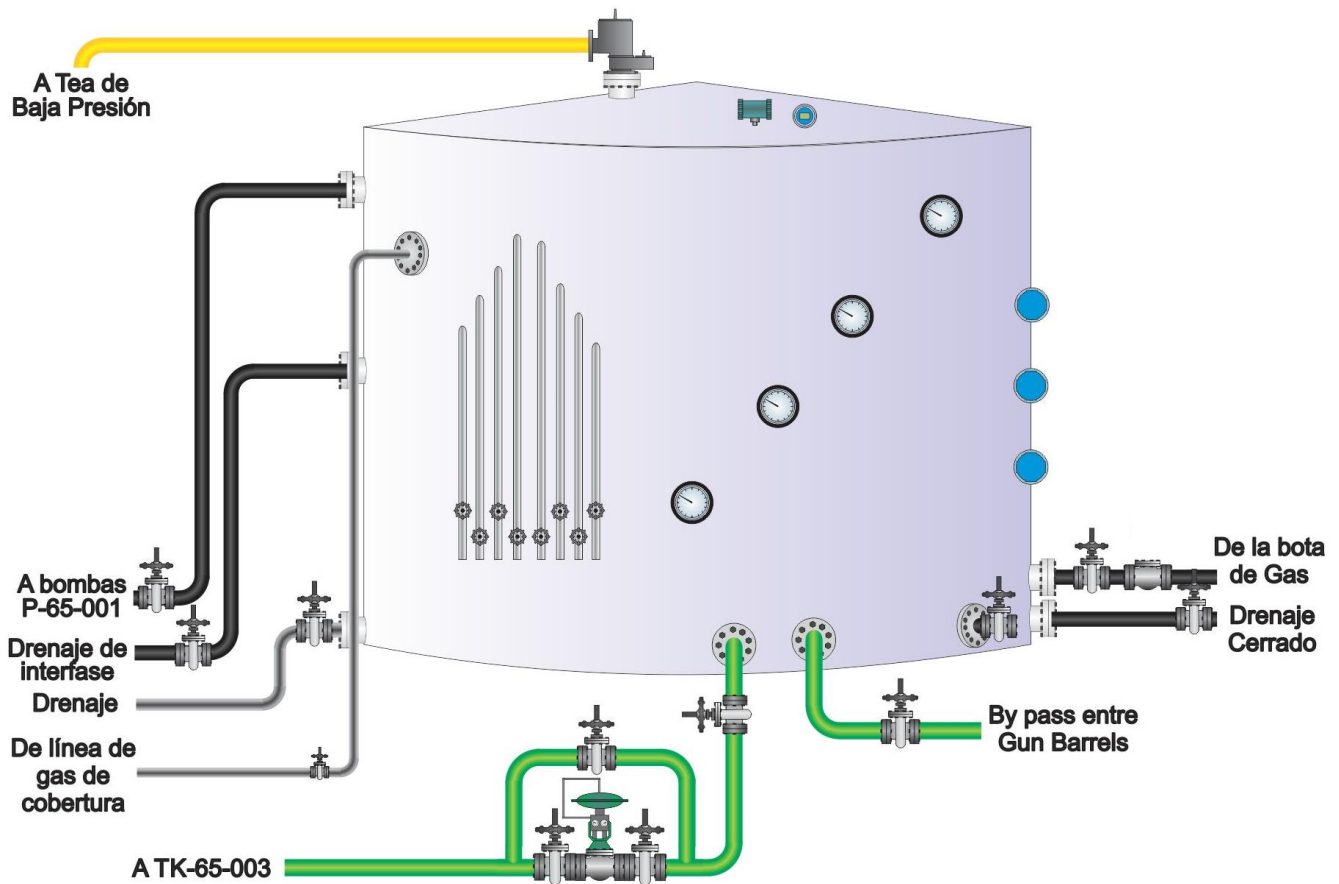 A Tea de
Baja Presión
A bombas
P-65-001
Drenaje de
interfase
Drenaje
De línea de
gas de
cobertura
A TK-65-003
De la bota
de Gas
Drenaje
Cerrado
By pass entre
Gun Barrels